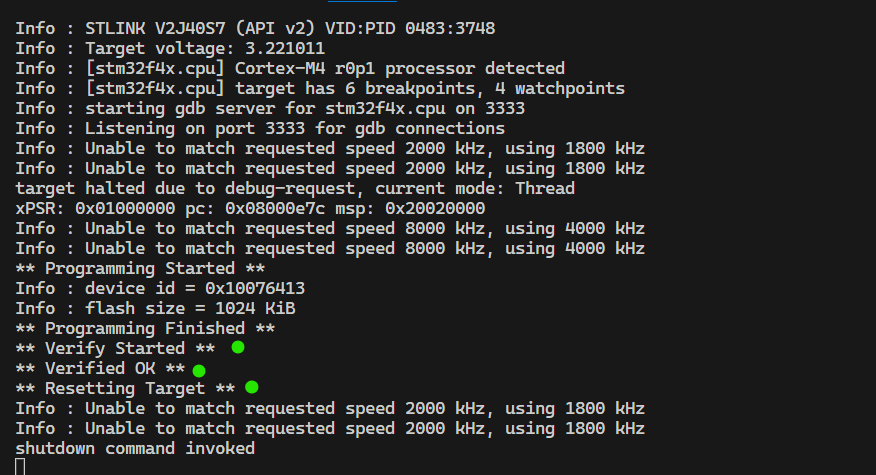 Info : STLINK V2J40S7 (API v2) VID:PID 0483:3748
Info : Target voltage: 3.221011
Info : [stm32f4x.cpu] Cortex-M4 r0p1 processor detected
Info : [stm32f4x.cpu] target has 6 breakpoints, 4 watchpoints
Info : starting gdb server for stm32f4x.cpu on 3333
Info : Listening on port 3333 for gdb connections
Info : Unable to match requested speed 2000 kHz, using 1800 kHz
Info : Unable to match requested speed 2000 kHz, using 1800 kHz
target halted due to debug-request, current mode: Thread
xPSR: 0x01000000 pc: 0x08000e7c msp: 0x20020000
Info : Unable to match requested speed 8000 kHz, using 4000 kHz
Info : Unable to match requested speed 8000 kHz, using 4000 kHz
** Programming Started **
Info : device id = 0x10076413
Info : flash size = 1024 KiB
** Programming Finished **
** Verify Started **
** Verified OK **
** Resetting Target **
Info : Unable to match requested speed 2000 kHz, using 1800 kHz
Info : Unable to match requested speed 2000 kHz, using 1800 kHz
shutdown command invoked